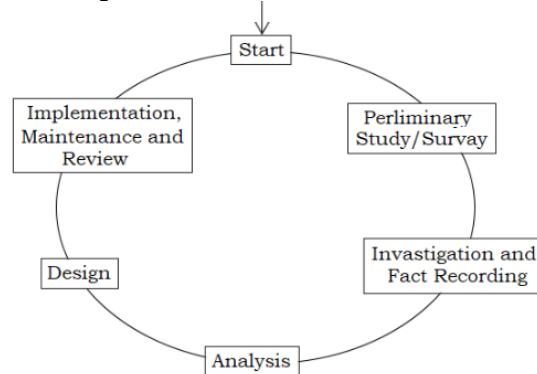 Start
Perliminary
Study/Survay
Invastigation and
Fact Recording
Analysis
Design
Implementation,
Maintenance and
Review